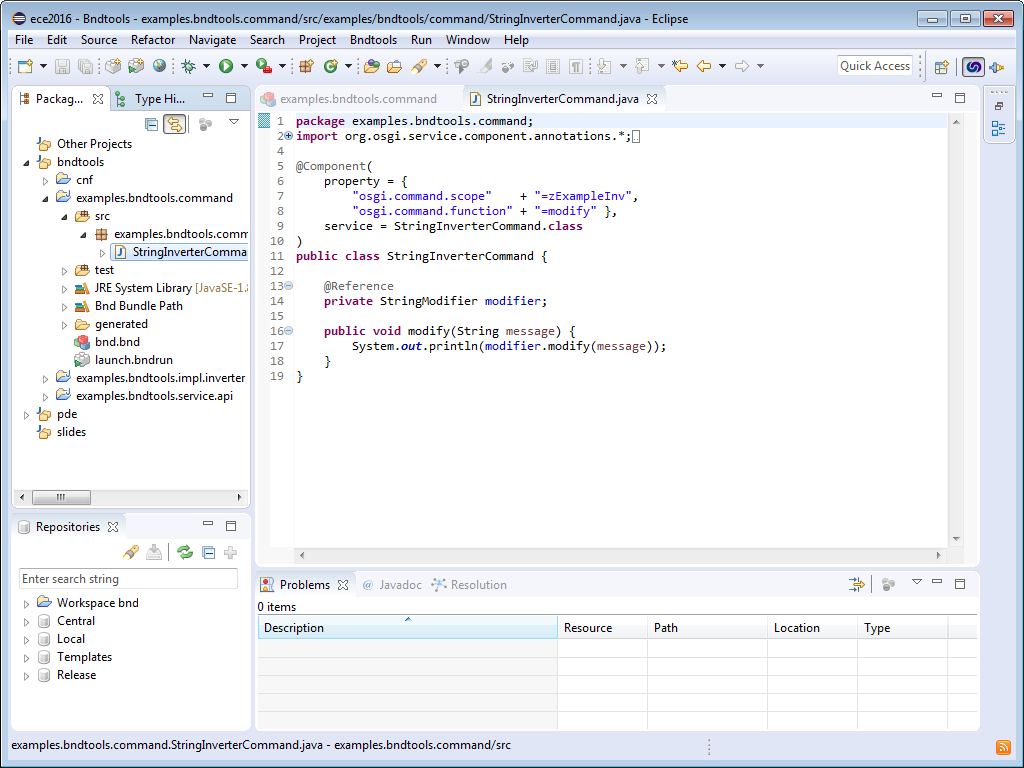 ece2016 - Bndtools - examples.bndtools.command/src/examples/bndtools/command/StringInverterCommand.java - Eclipse
File Edit Source Refactor Navigate Search Project Bndtools Run Window Help
Quick Access
Packag...
Type Hi...
Other Projects
bndtools
cnf
examples.bndtools.command
src
examples.bndtools.comm
StringInverterComma
test
JRE System Library [JavaSE-1.8
Bnd Bundle Path
generated
bnd.bnd
launch.bndrun
examples.bndtools.impl.inverter
examples.bndtools.service.api
pde
slides
examples.bndtools.command
StringInverterCommand.java
1 package examples.bndtools.command;
2 import org.osgi.service.component.annotations.*;
4
5 @Component(
6 property = {
7 "osgi.command.scope" + "=zExampleInv",
8 "osgi.command.function" + "=modify" },
9 service = StringInverterCommand.class
10 )
11 public class StringInverterCommand {
12
13 @Reference
14 private StringModifier modifier;
15
16 public void modify(String message) {
17 System.out.println(modifier.modify(message));
18 }
19 }
Repositories
Enter search string
Workspace bnd
Central
Local
Templates
Release
Problems @ Javadoc Resolution
0 items
Description Resource Path Location Type
examples.bndtools.command.StringInverterCommand.java - examples.bndtools.command/src